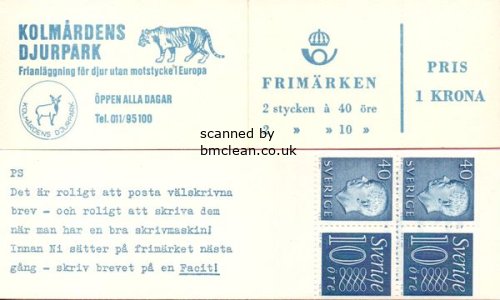 KOLMÅRDENS
DJURPARK
Frianläggning för djur utan motstycke i Europa
KOLMÅRDENS DJURPARK
ÖPPEN ALLA DAGAR
Tel. 011/95100
FRIMÄRKEN
2 stycken à 40 öre
2 » » 10 »
PRIS
1 KRONA
scanned by
bmclean.co.uk
PS
Det är roligt att posta välskrivna
brev - och roligt att skriva dem
när man har en bra skrivmaskin!
Innan Ni sätter på frimärket nästa
gång - skriv brevet på en Facit!
SVERIGE 40
SVERIGE 40
10 öre Sverige
10 öre Sverige